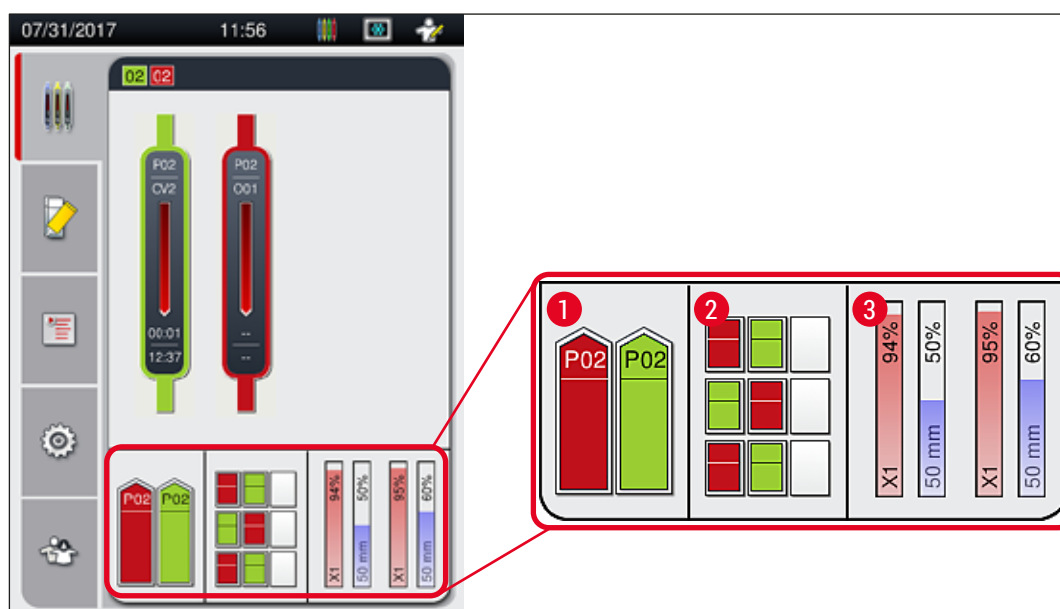 07/31/2017 11:56
02 02
P02 P02
CV2 O01
00:01 --
12:37 --
P02 P02
94% 50% 95% 60%
X1 50 mm X1 50 mm
1 2 3
P02 P02
94% 50% 95% 60%
X1 50 mm X1 50 mm